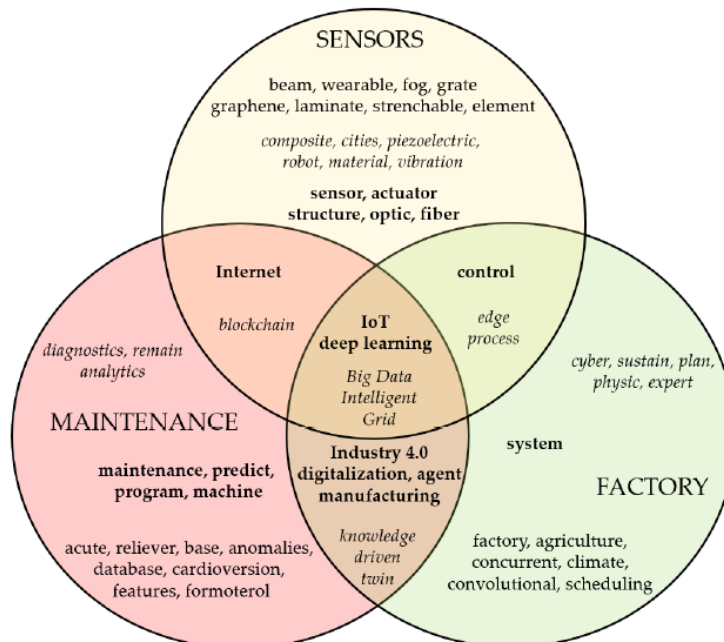 SENSORS
beam, wearable, fog, grate
graphene, laminate, strenchable, element
composite, cities, piezoelectric,
robot, material, vibration
sensor, actuator
structure, optic, fiber
Internet
control
blockchain
IoT
deep learning
edge
process
diagnostics, remain
analytics
Big Data
Intelligent
Grid
cyber, sustain, plan,
physic, expert
MAINTENANCE
maintenance, predict,
program, machine
Industry 4.0
digitalization, agent
manufacturing
system
FACTORY
acute, reliever, base, anomalies,
database, cardioversion,
features, formoterol
knowledge
driven
twin
factory, agriculture,
concurrent, climate,
convolutional, scheduling